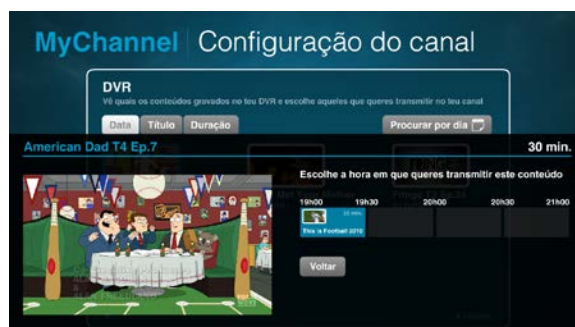 MyChannel Configuração do canal
DVR
Vê quais os conteúdos gravados no teu DVR e escolhe aqueles que queres transmitir no teu canal
Data Título Duração Procurar por dia
American Dad T4 Ep.7 30 min.
Escolhe a hora em que queres transmitir este conteúdo
19h00 19h30 20h00 20h30 21h00
30 min.
This is Football 2010
Voltar